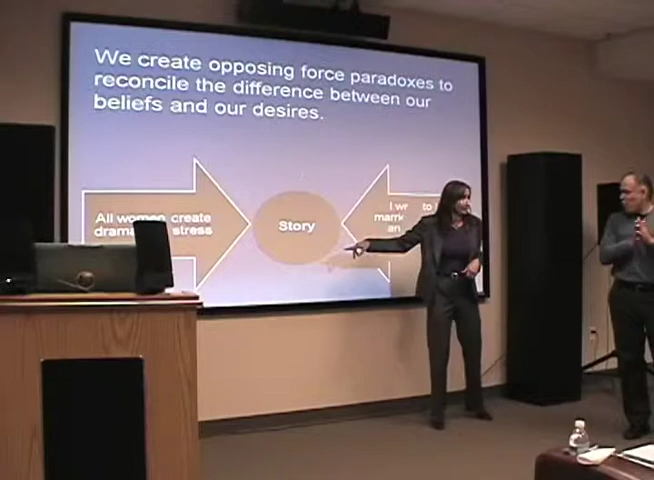 We create opposing force paradoxes to
reconcile the difference between our
beliefs and our desires.
All women create
stress
Story
to